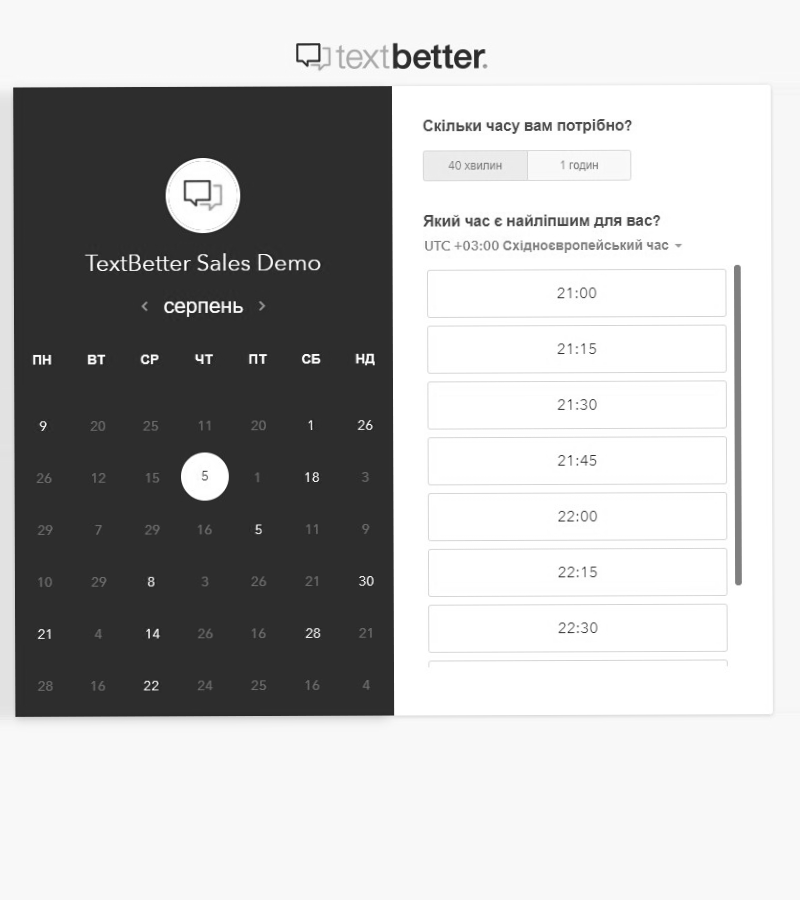 textbetter.
TextBetter Sales Demo
серпень
ПН ВТ СР ЧТ ПТ СБ НД
9 20 25 11 20 1 26
26 12 15 5 1 18 3
29 7 29 16 5 11 9
10 29 8 3 26 21 30
21 4 14 26 16 28 21
28 16 22 24 25 16 4
Скільки часу вам потрібно?
40 хвилин 1 годин
Який час є найліпшим для вас?
UTC +03:00 Східноєвропейський час
21:00
21:15
21:30
21:45
22:00
22:15
22:30